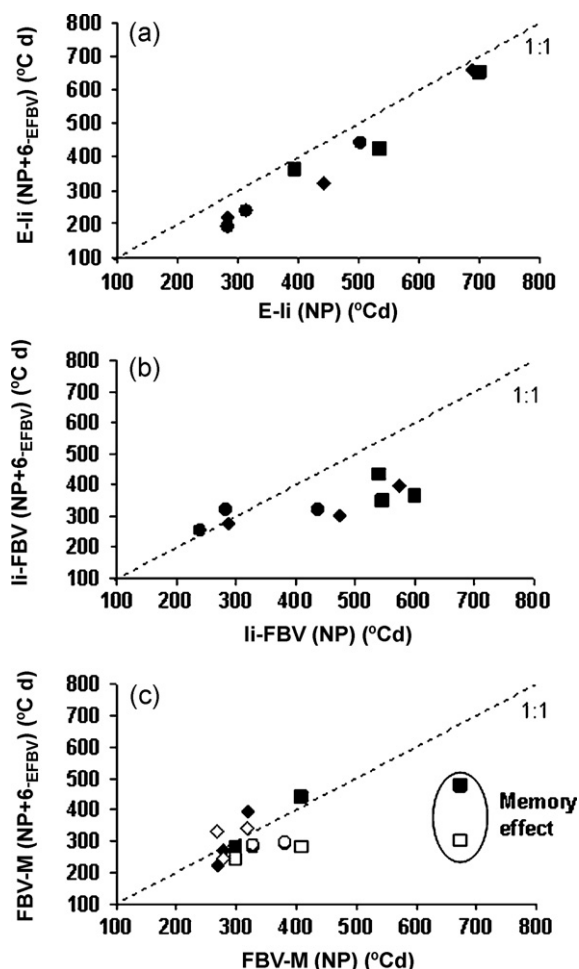 (a)
1:1
800
700
600
500
400
300
200
100
E-Ii (NP+6-EFBV) (ºC d)
100 200 300 400 500 600 700 800
E-Ii (NP) (ºCd)
(b)
1:1
800
700
600
500
400
300
200
100
Ii-FBV (NP+6-EFBV) (ºC d)
100 200 300 400 500 600 700 800
Ii-FBV (NP) (ºCd)
(c)
1:1
800
700
600
500
400
300
200
100
FBV-M (NP+6-EFBV) (ºC d)
Memory
effect
100 200 300 400 500 600 700 800
FBV-M (NP) (ºCd)